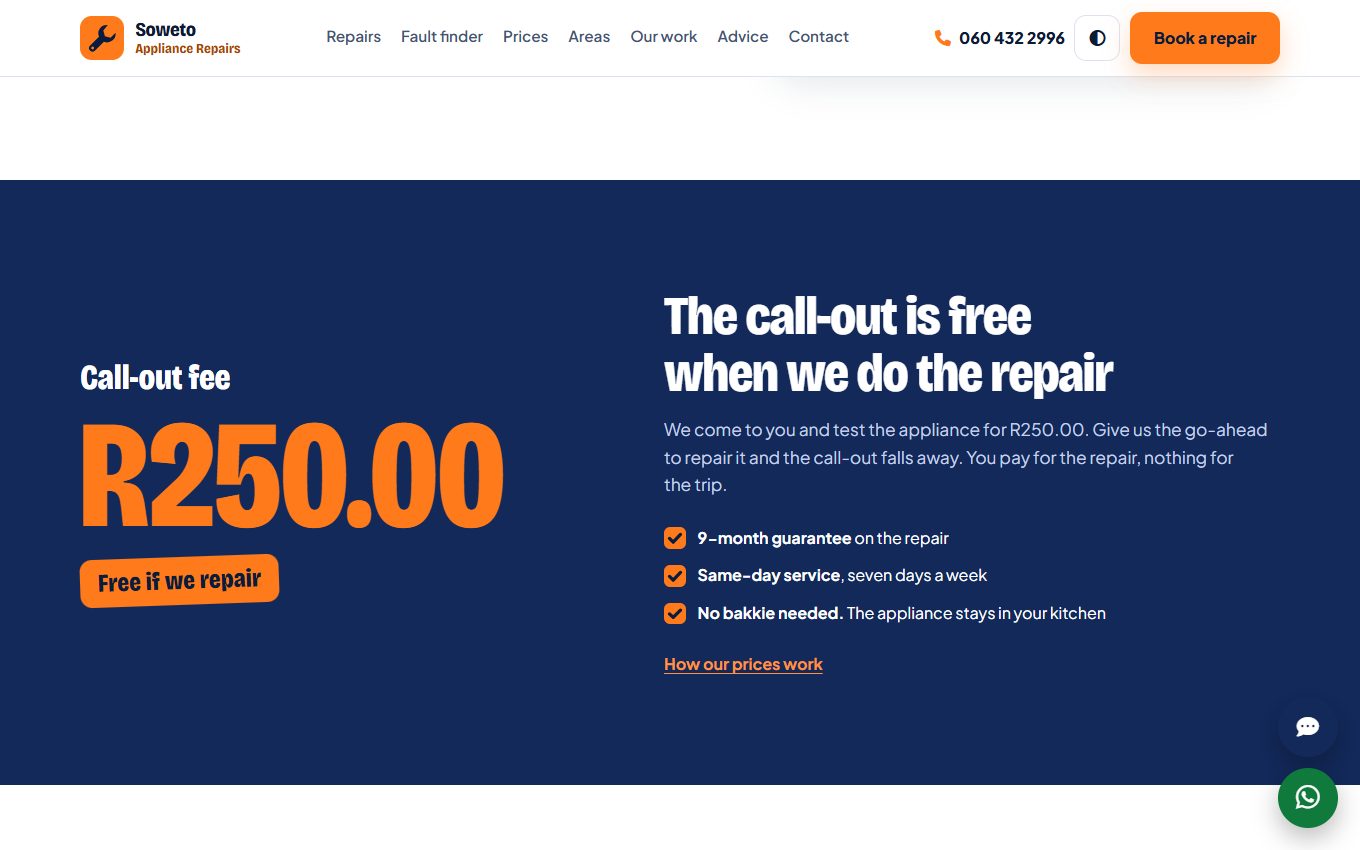 Soweto
Appliance Repairs
Repairs
Fault finder
Prices
Areas
Our work
Advice
Contact
060 432 2996
Book a repair
Call-out fee
R250.00
Free if we repair
The call-out is free
when we do the repair
We come to you and test the appliance for R250.00. Give us the go-ahead
to repair it and the call-out falls away. You pay for the repair, nothing for
the trip.
9-month guarantee on the repair
Same-day service, seven days a week
No bakkie needed. The appliance stays in your kitchen
How our prices work